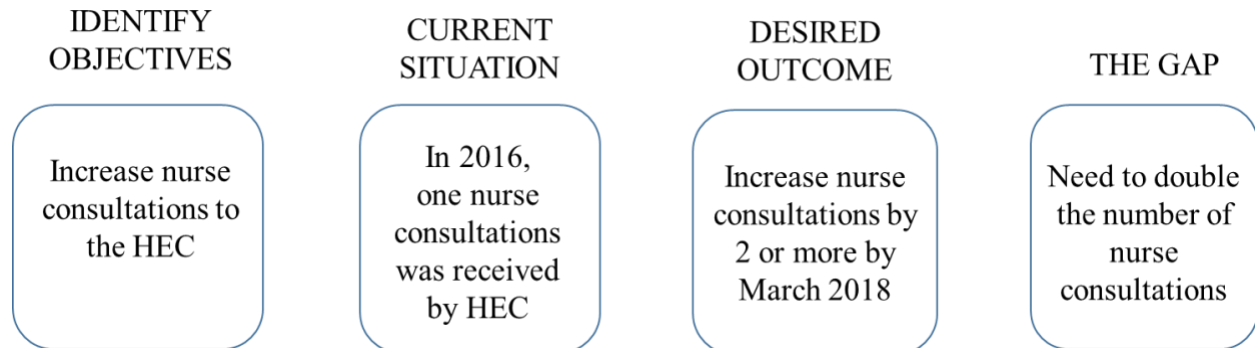 IDENTIFY
OBJECTIVES
Increase nurse
consultations to
the HEC
CURRENT
SITUATION
In 2016,
one nurse
consultations
was received
by HEC
DESIRED
OUTCOME
Increase nurse
consultations by
2 or more by
March 2018
THE GAP
Need to double
the number of
nurse
consultations